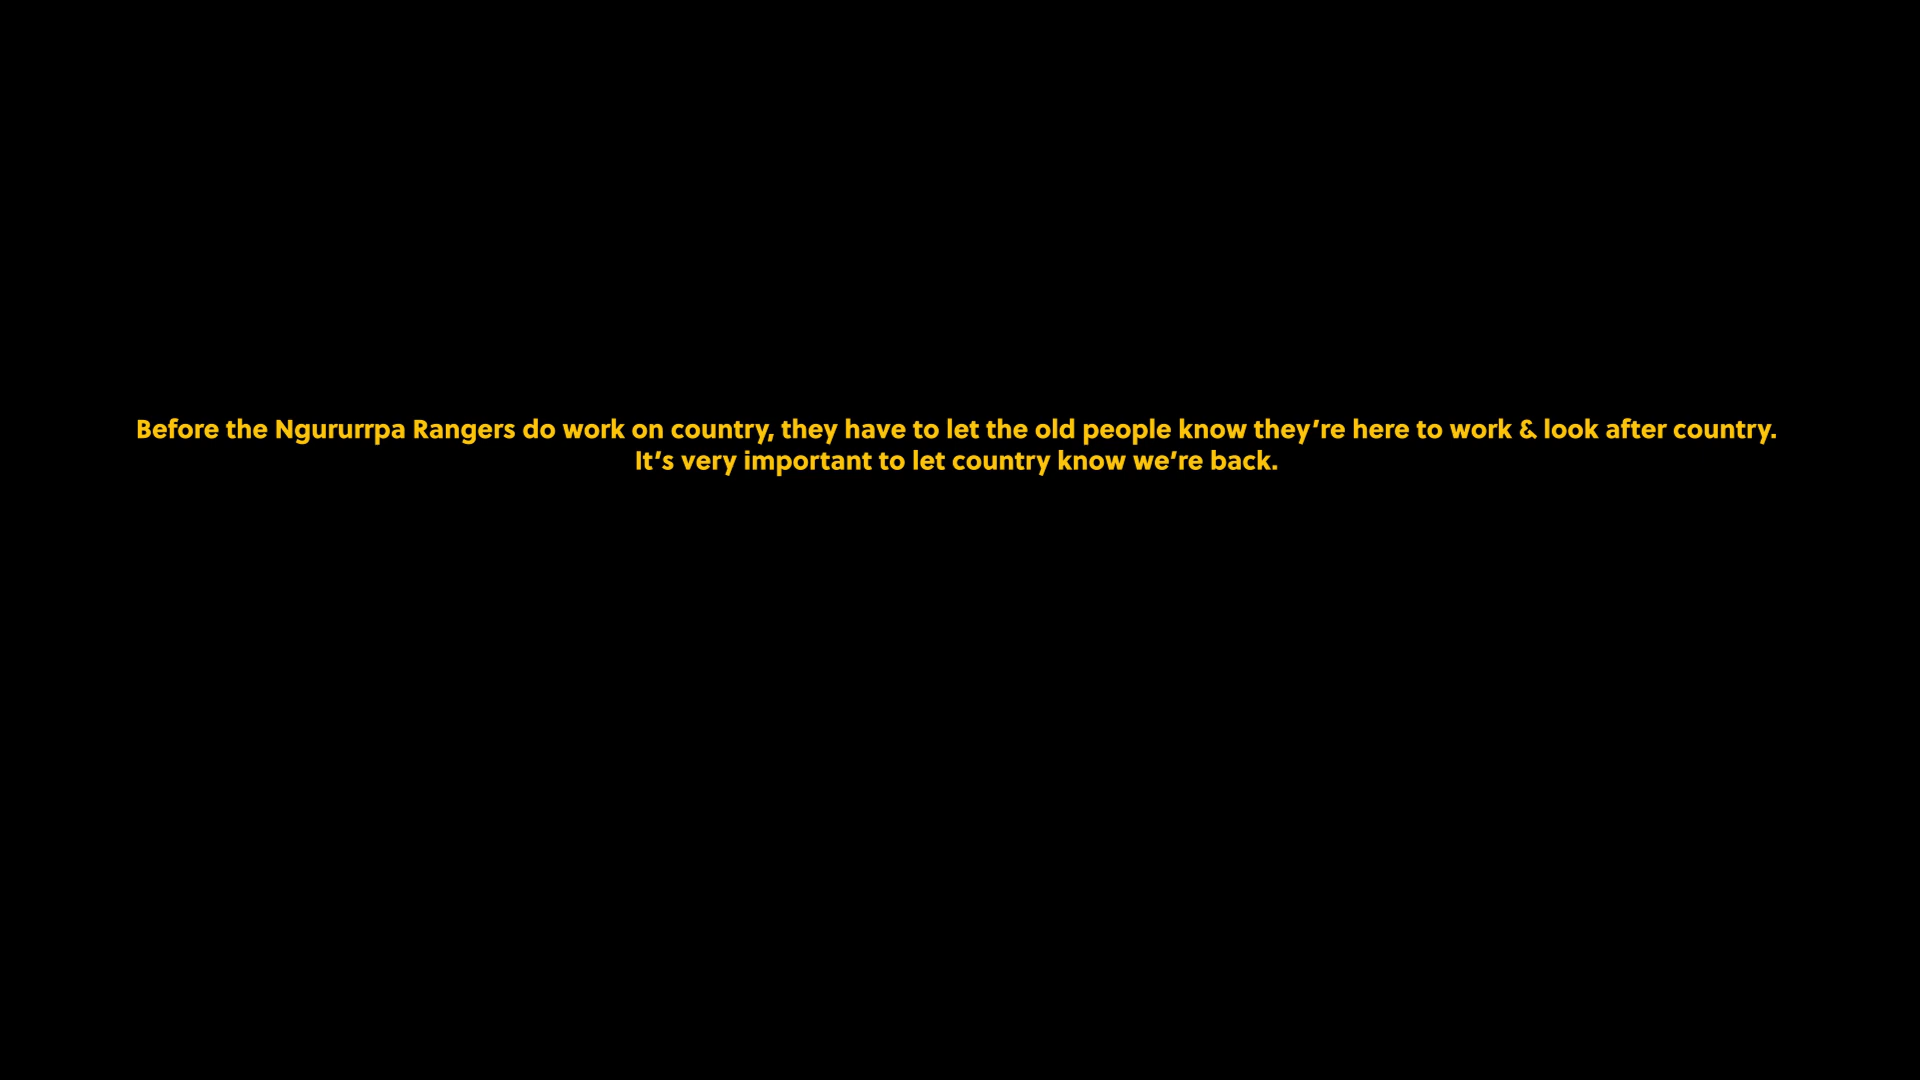 Before the Ngururrpa Rangers do work on country, they have to let the old people know they’re here to work & look after country.
It’s very important to let country know we’re back.